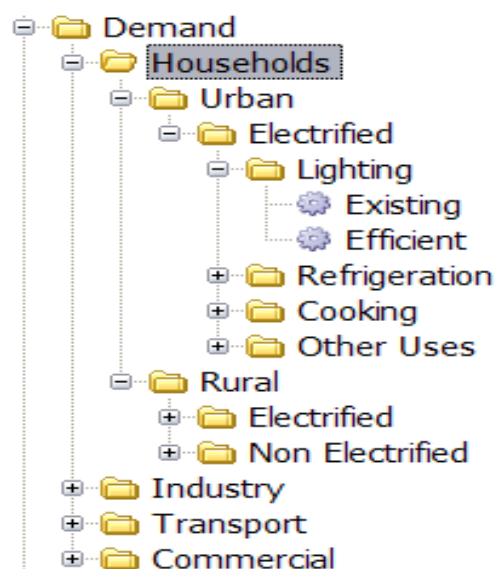 Demand
Households
Urban
Electrified
Lighting
Existing
Efficient
Refrigeration
Cooking
Other Uses
Rural
Electrified
Non Electrified
Industry
Transport
Commercial